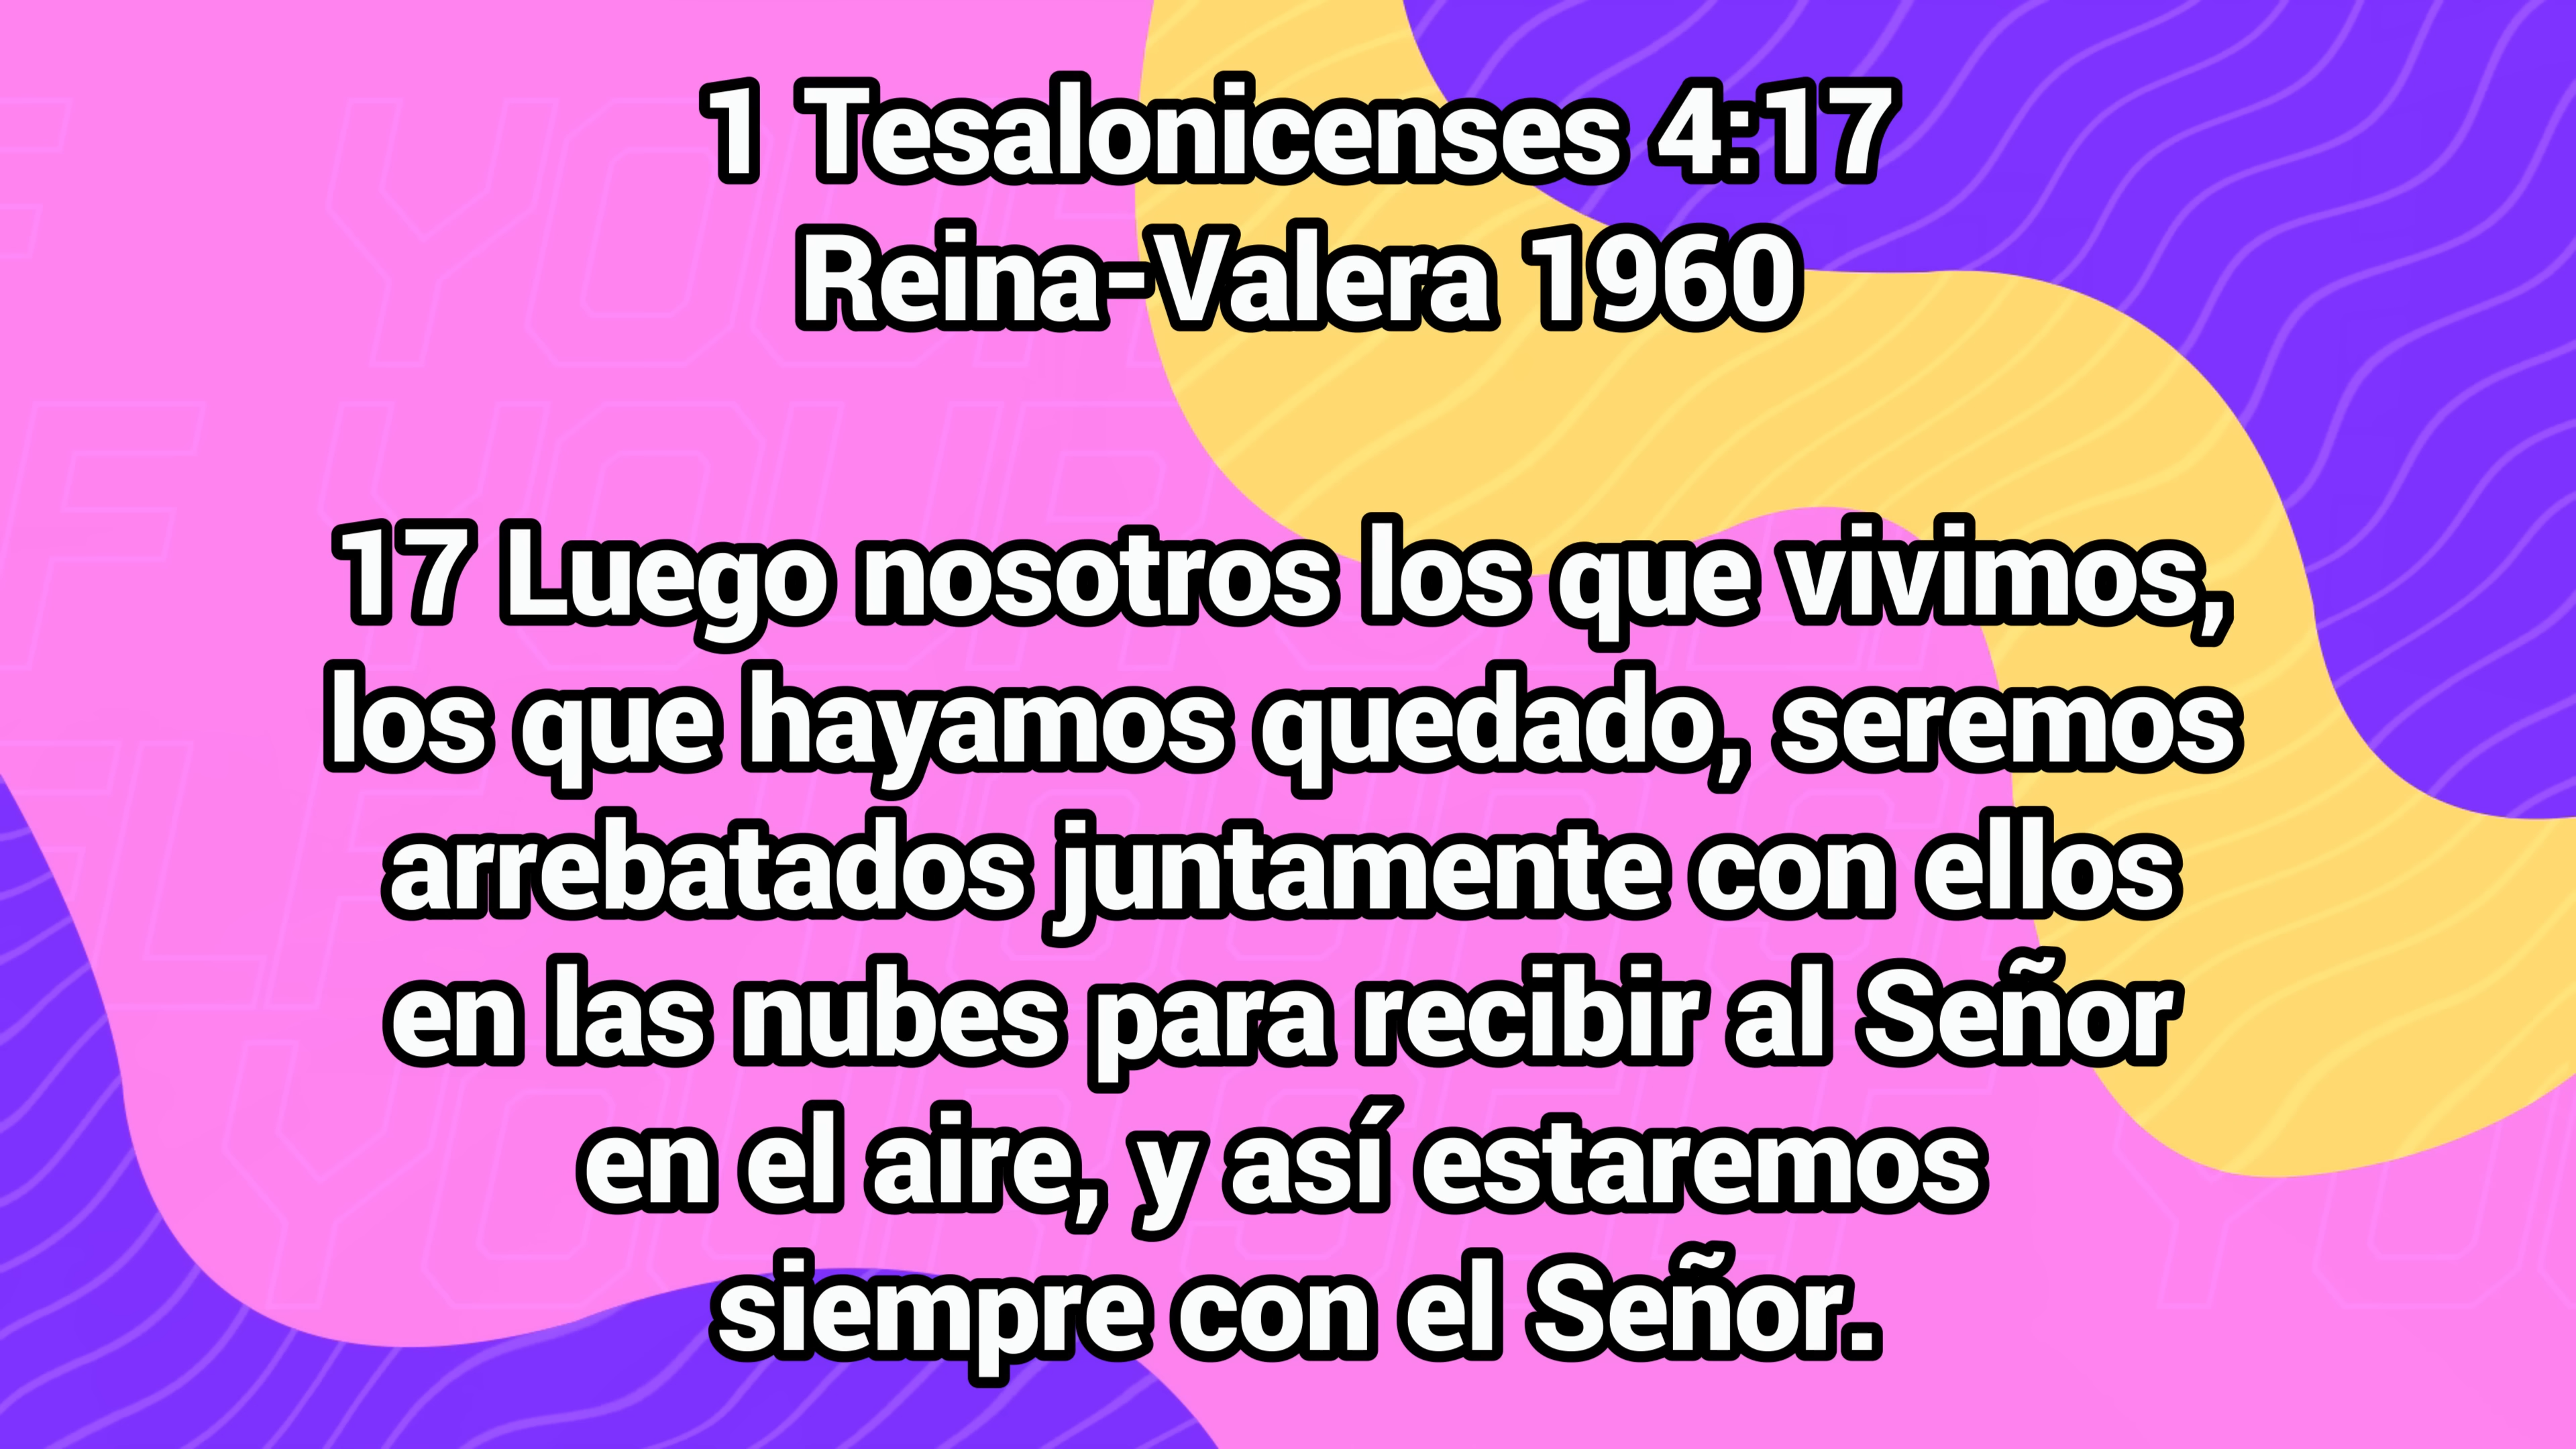 1 Tesalonicenses 4:17
Reina-Valera 1960
17 Luego nosotros los que vivimos,
los que hayamos quedado, seremos
arrebatados juntamente con ellos
en las nubes para recibir al Señor
en el aire, y así estaremos
siempre con el Señor.